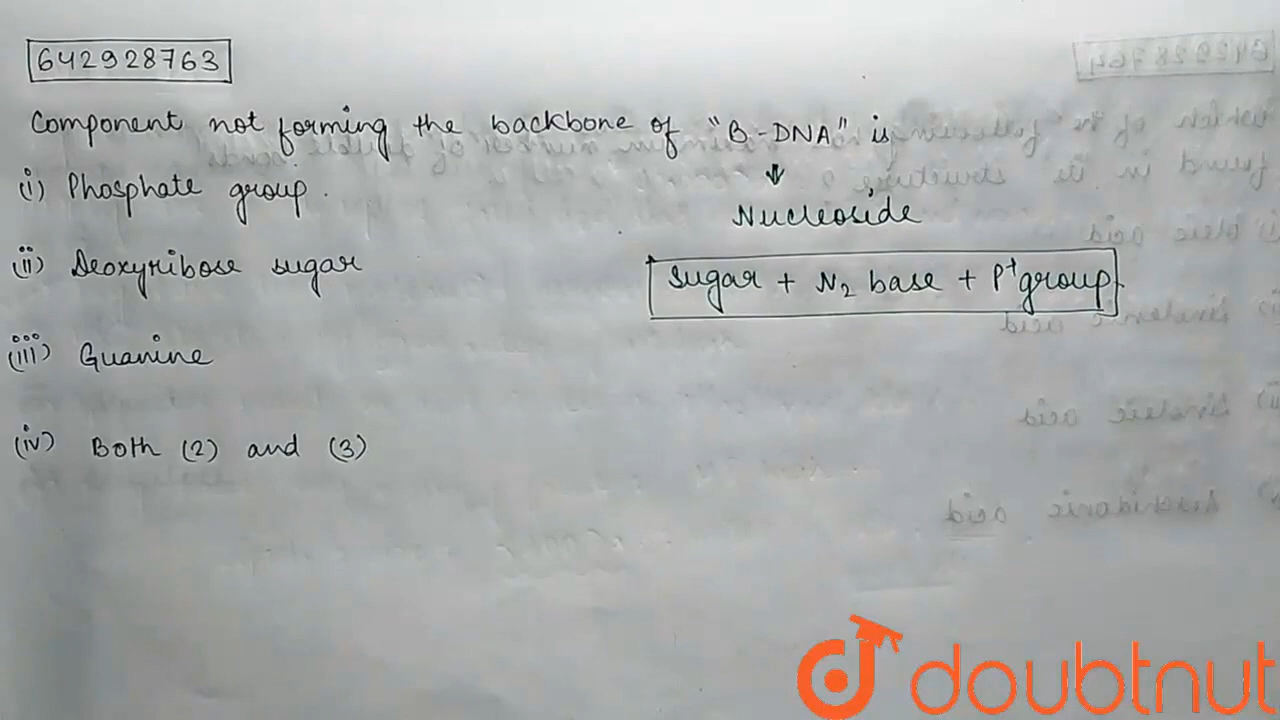 642928763
Component not forming the backbone of "B-DNA" is
(i) Phosphate group.
Nucleoside
(ii) Deoxyribose sugar
Sugar + N2 base + P+ group
(iii) Guanine
(iv) Both (2) and (3)
doubtnut